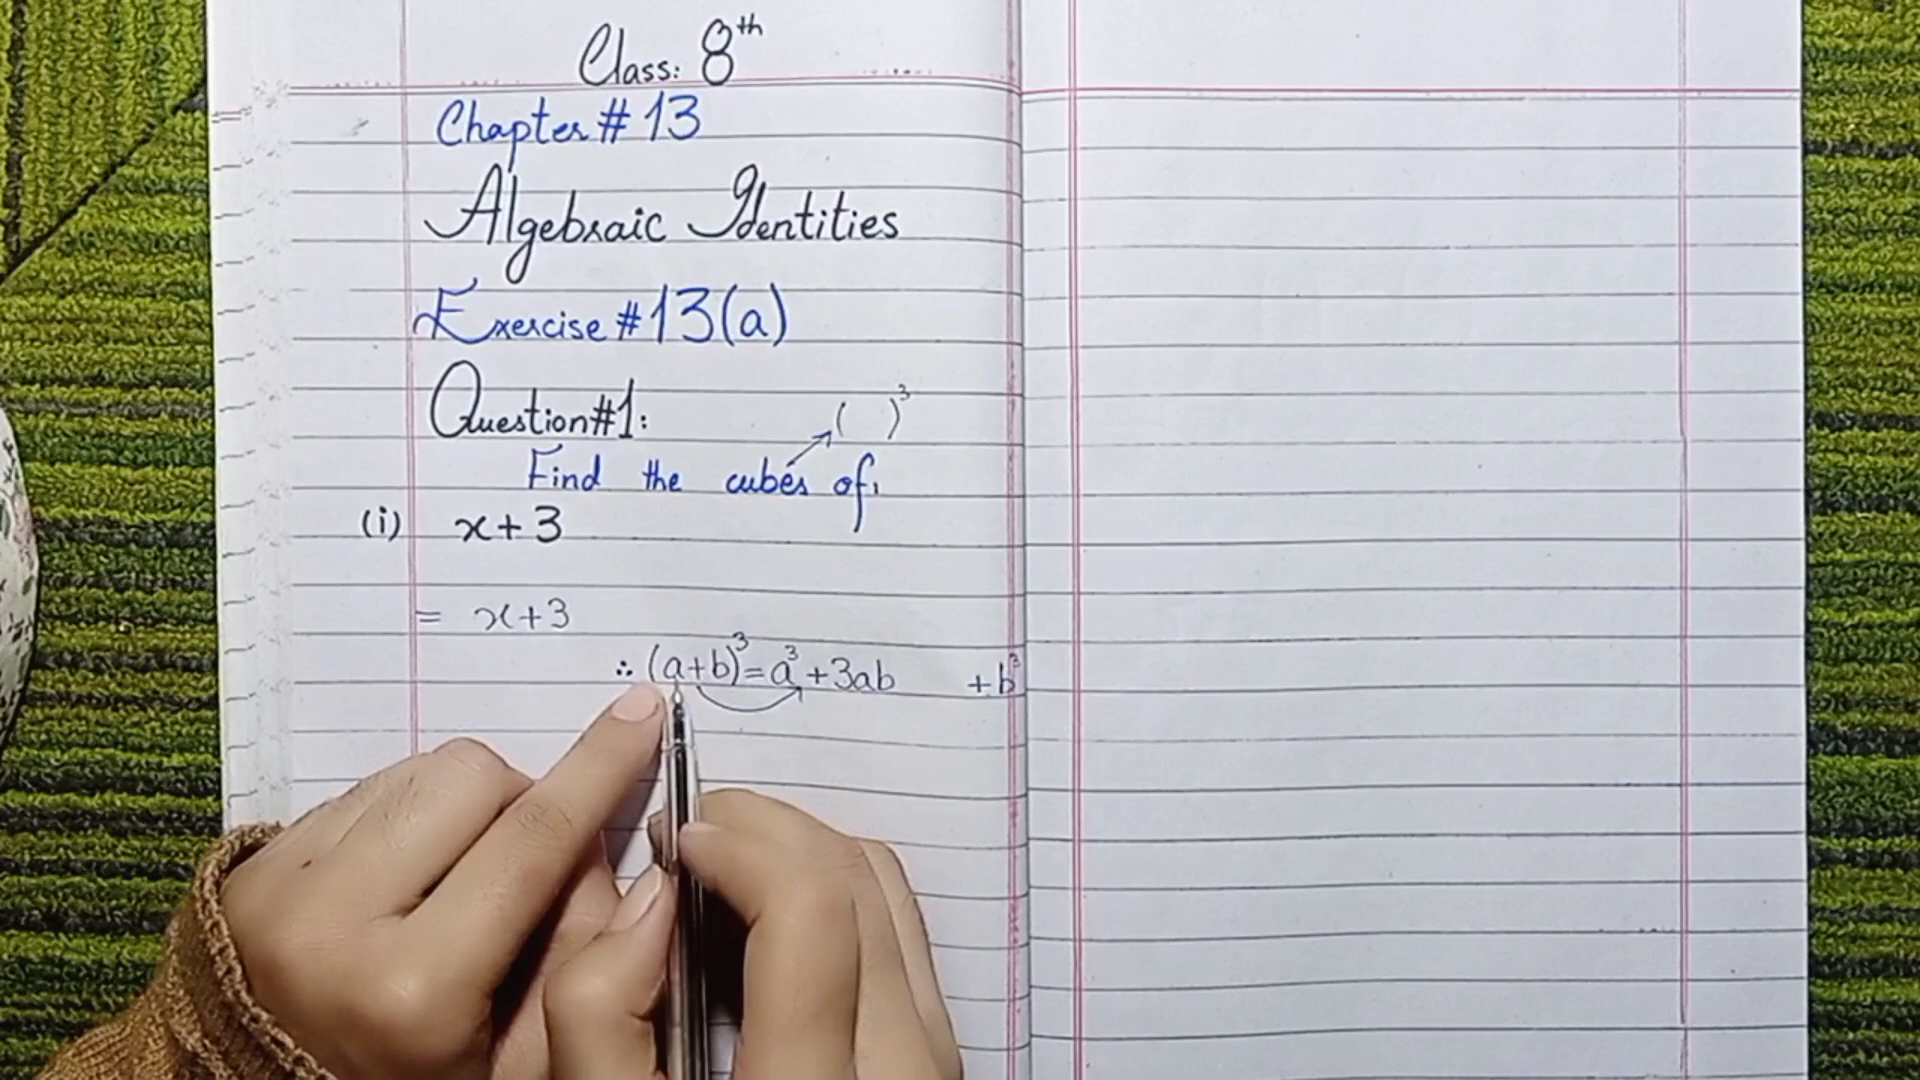 Class: 8th
Chapter # 13
Algebraic Identities
Exercise # 13(a)
Question#1:
( )³
Find the cubes of,
(i) x+3
= x+3
∴ (a+b)³=a³+3ab +b³